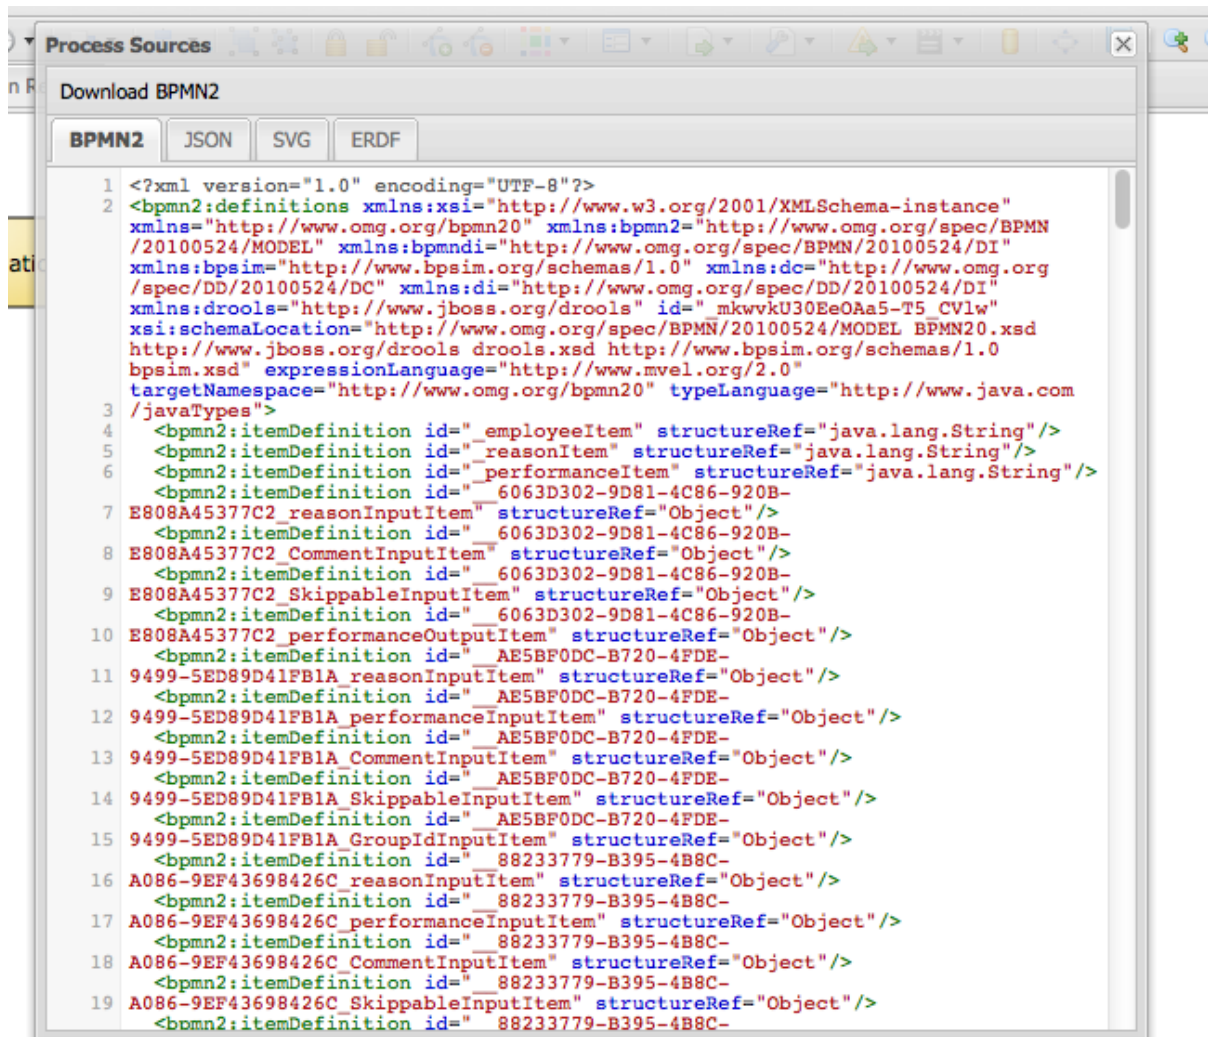 Process Sources
n R
Download BPMN2
BPMN2 JSON SVG ERDF
atic
1 <?xml version="1.0" encoding="UTF-8"?>
2 <bpmn2:definitions xmlns:xsi="http://www.w3.org/2001/XMLSchema-instance"
xmlns="http://www.omg.org/bpmn20" xmlns:bpmn2="http://www.omg.org/spec/BPMN
/20100524/MODEL" xmlns:bpmndi="http://www.omg.org/spec/BPMN/20100524/DI"
xmlns:bpsim="http://www.bpsim.org/schemas/1.0" xmlns:dc="http://www.omg.org
/spec/DD/20100524/DC" xmlns:di="http://www.omg.org/spec/DD/20100524/DI"
xmlns:drools="http://www.jboss.org/drools" id="_mkwvkU30EeOAa5-T5_CVlw"
xsi:schemaLocation="http://www.omg.org/spec/BPMN/20100524/MODEL BPMN20.xsd
http://www.jboss.org/drools drools.xsd http://www.bpsim.org/schemas/1.0
bpsim.xsd" expressionLanguage="http://www.mvel.org/2.0"
targetNamespace="http://www.omg.org/bpmn20" typeLanguage="http://www.java.com
3 /javaTypes">
4 <bpmn2:itemDefinition id="_employeeItem" structureRef="java.lang.String"/>
5 <bpmn2:itemDefinition id="_reasonItem" structureRef="java.lang.String"/>
6 <bpmn2:itemDefinition id="_performanceItem" structureRef="java.lang.String"/>
<bpmn2:itemDefinition id="__6063D302-9D81-4C86-920B-
7 E808A45377C2_reasonInputItem" structureRef="Object"/>
<bpmn2:itemDefinition id="__6063D302-9D81-4C86-920B-
8 E808A45377C2_CommentInputItem" structureRef="Object"/>
<bpmn2:itemDefinition id="__6063D302-9D81-4C86-920B-
9 E808A45377C2_SkippableInputItem" structureRef="Object"/>
<bpmn2:itemDefinition id="__6063D302-9D81-4C86-920B-
10 E808A45377C2_performanceOutputItem" structureRef="Object"/>
<bpmn2:itemDefinition id="__AE5BF0DC-B720-4FDE-
11 9499-5ED89D41FB1A_reasonInputItem" structureRef="Object"/>
<bpmn2:itemDefinition id="__AE5BF0DC-B720-4FDE-
12 9499-5ED89D41FB1A_performanceInputItem" structureRef="Object"/>
<bpmn2:itemDefinition id="__AE5BF0DC-B720-4FDE-
13 9499-5ED89D41FB1A_CommentInputItem" structureRef="Object"/>
<bpmn2:itemDefinition id="__AE5BF0DC-B720-4FDE-
14 9499-5ED89D41FB1A_SkippableInputItem" structureRef="Object"/>
<bpmn2:itemDefinition id="__AE5BF0DC-B720-4FDE-
15 9499-5ED89D41FB1A_GroupIdInputItem" structureRef="Object"/>
<bpmn2:itemDefinition id="__88233779-B395-4B8C-
16 A086-9EF43698426C_reasonInputItem" structureRef="Object"/>
<bpmn2:itemDefinition id="__88233779-B395-4B8C-
17 A086-9EF43698426C_performanceInputItem" structureRef="Object"/>
<bpmn2:itemDefinition id="__88233779-B395-4B8C-
18 A086-9EF43698426C_CommentInputItem" structureRef="Object"/>
<bpmn2:itemDefinition id="__88233779-B395-4B8C-
19 A086-9EF43698426C_SkippableInputItem" structureRef="Object"/>
<bpmn2:itemDefinition id="__88233779-B395-4B8C-